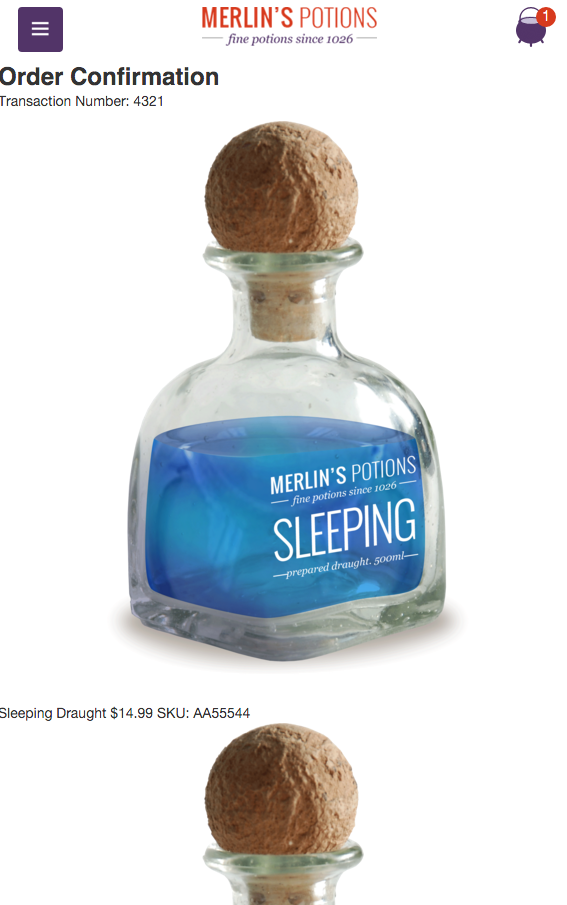 MERLIN'S POTIONS
fine potions since 1026
1
Order Confirmation
Transaction Number: 4321
MERLIN'S POTIONS
fine potions since 1026
SLEEPING
prepared draught. 500ml
Sleeping Draught $14.99 SKU: AA55544